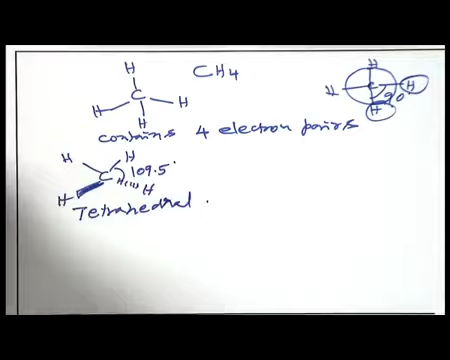 H
CH4
C
H H
H
H
H C H
90°
H
contains 4 electron pairs
H H
C 109.5°
H H
Tetrahedral .